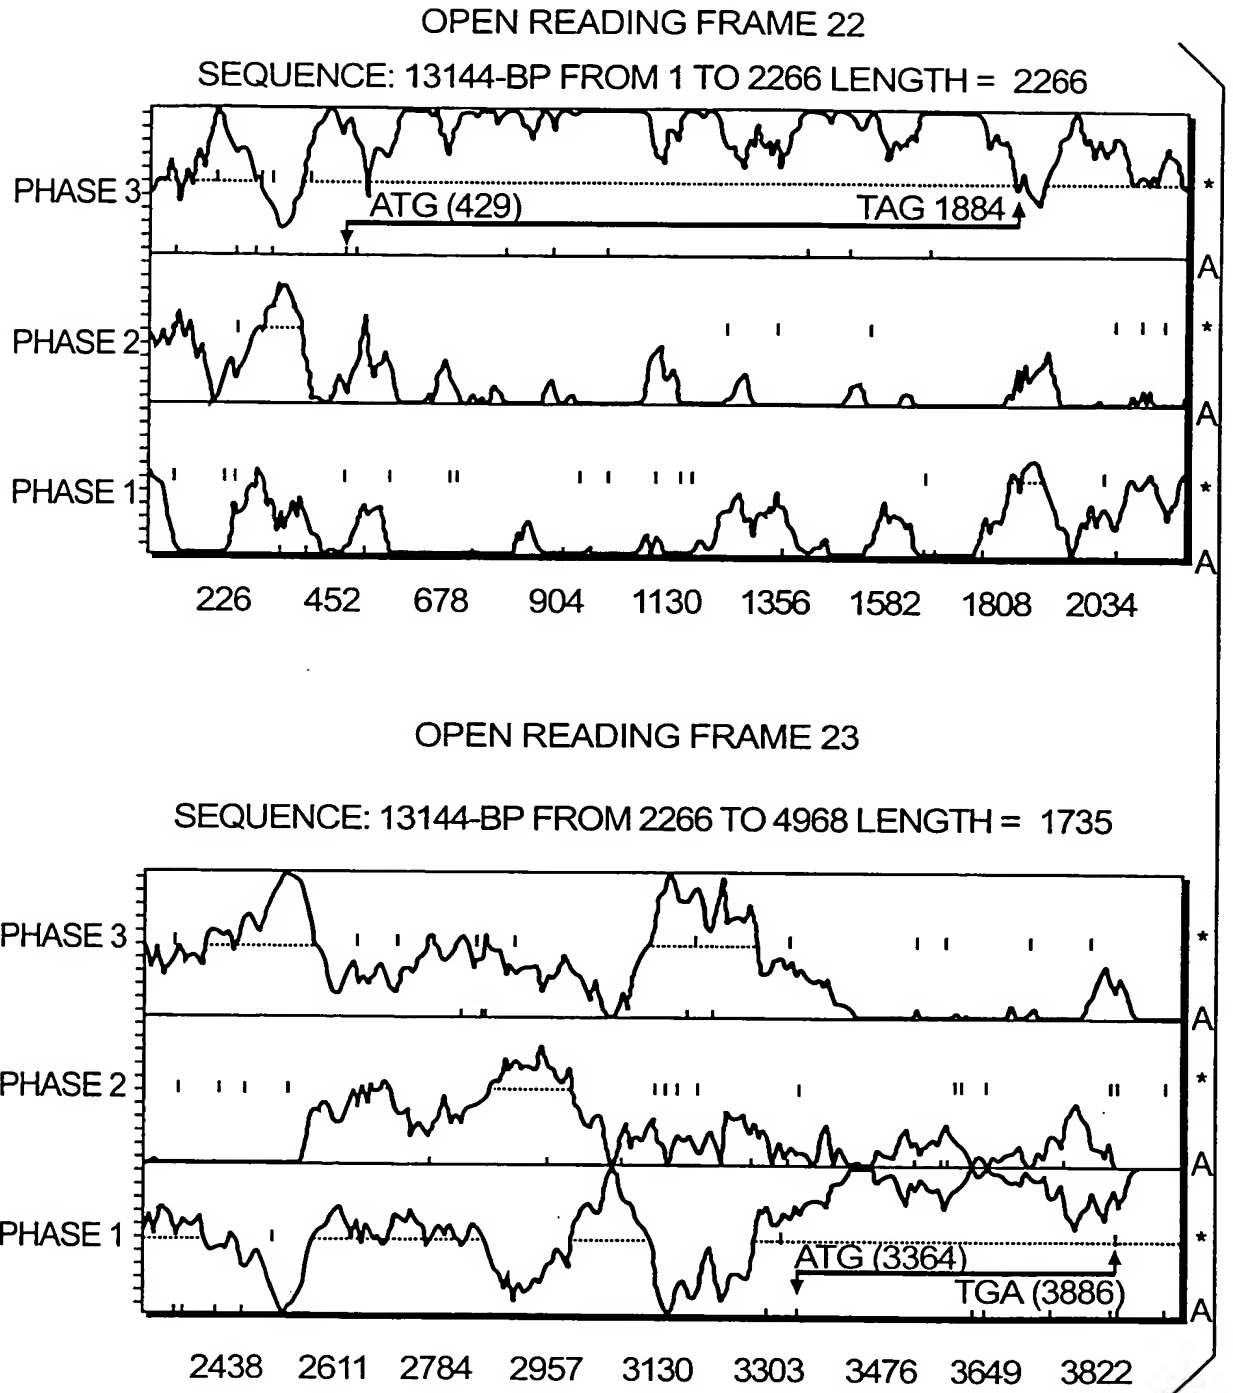 OPEN READING FRAME 22
SEQUENCE: 13144-BP FROM 1 TO 2266 LENGTH = 2266
PHASE 3
*
ATG (429)
TAG 1884
A
PHASE 2
*
A
PHASE 1
*
A
226 452 678 904 1130 1356 1582 1808 2034
OPEN READING FRAME 23
SEQUENCE: 13144-BP FROM 2266 TO 4968 LENGTH = 1735
PHASE 3
*
A
PHASE 2
*
A
PHASE 1
*
ATG (3364)
TGA (3886)
A
2438 2611 2784 2957 3130 3303 3476 3649 3822